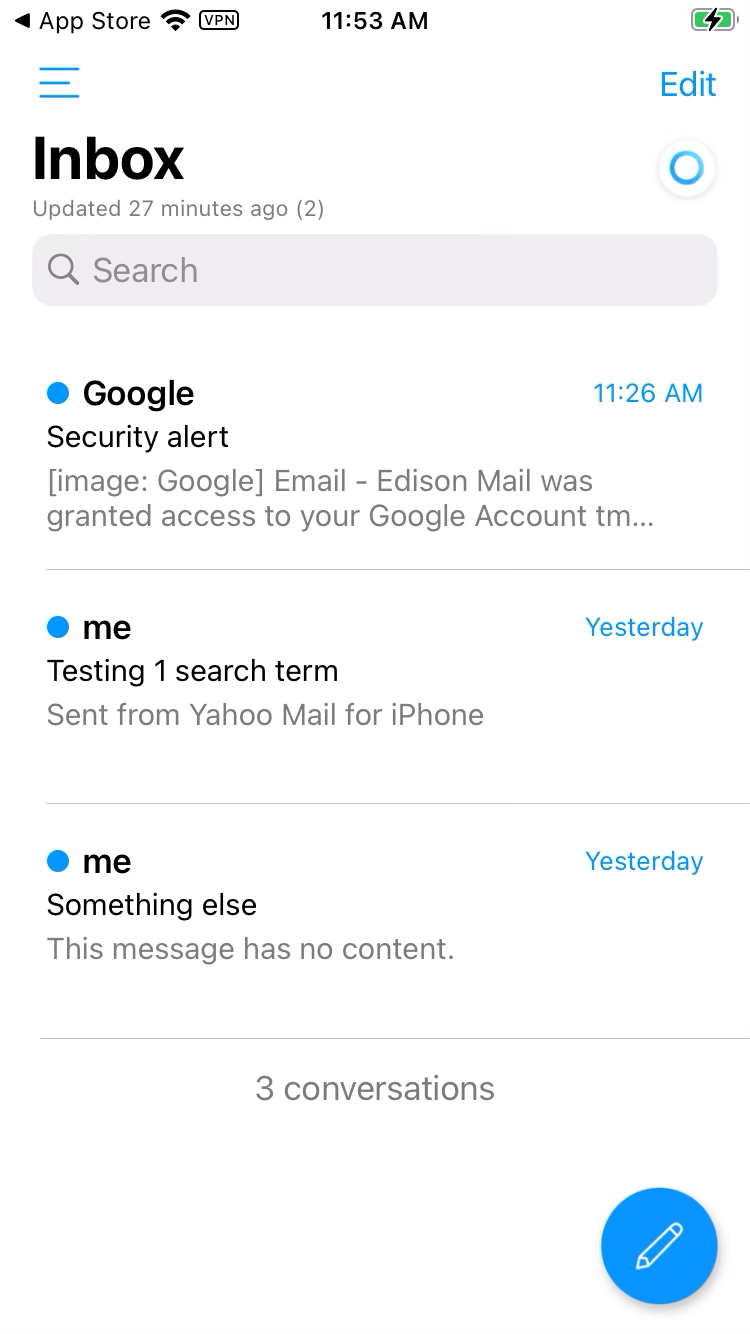 App Store VPN 11:53 AM
Edit
Inbox
Updated 27 minutes ago (2)
Search
Google 11:26 AM
Security alert
[image: Google] Email - Edison Mail was
granted access to your Google Account tm...
me Yesterday
Testing 1 search term
Sent from Yahoo Mail for iPhone
me Yesterday
Something else
This message has no content.
3 conversations